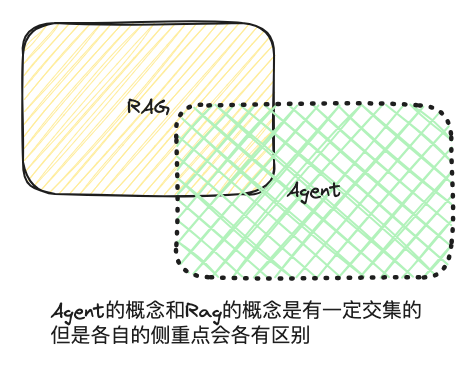 RAG
Agent
Agent的概念和Rag的概念是有一定交集的
但是各自的侧重点会各有区别